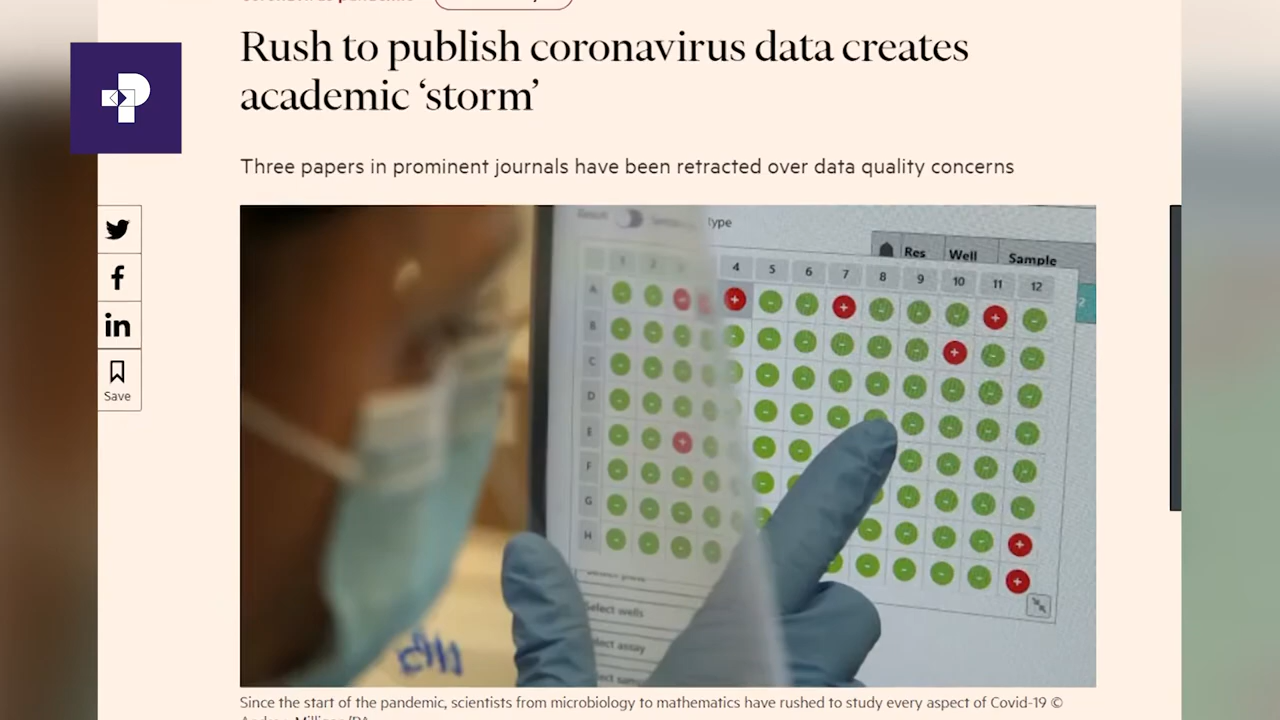 Rush to publish coronavirus data creates
academic ‘storm’
Three papers in prominent journals have been retracted over data quality concerns
Save
type
Res Well Sample
1 2 3 4 5 6 7 8 9 10 11 12
A
B
C
D
E
F
G
H
Select wells
Select assay
Since the start of the pandemic, scientists from microbiology to mathematics have rushed to study every aspect of Covid-19 ©